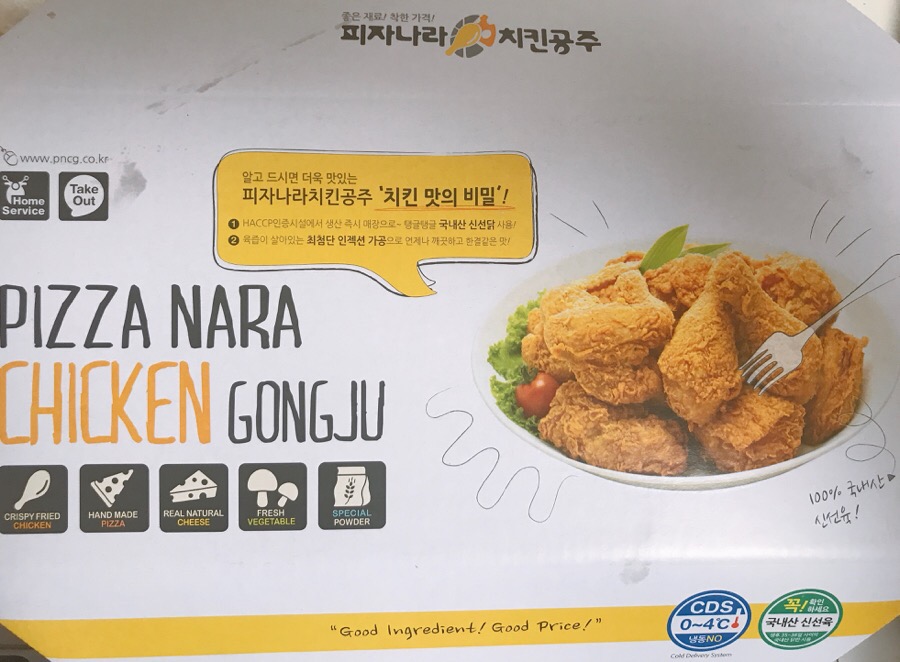 좋은 재료! 착한 가격!
피자나라 치킨공주
www.pncg.co.kr
Home Service
Take Out
알고 드시면 더욱 맛있는
피자나라치킨공주 '치킨 맛의 비밀'!
1 HACCP인증시설에서 생산 즉시 매장으로~ 탱글탱글 국내산 신선닭 사용!
2 육즙이 살아있는 최첨단 인젝션 가공으로 언제나 깨끗하고 한결같은 맛!
PIZZA NARA
CHICKEN GONGJU
CRISPY FRIED CHICKEN
HAND MADE PIZZA
REAL NATURAL CHEESE
FRESH VEGETABLE
SPECIAL POWDER
100% 국내산
신선육!
"Good Ingredient! Good Price!"
CDS
0~4℃
냉동NO
Cold Delivery System
꼭! 확인하세요
국내산 신선육